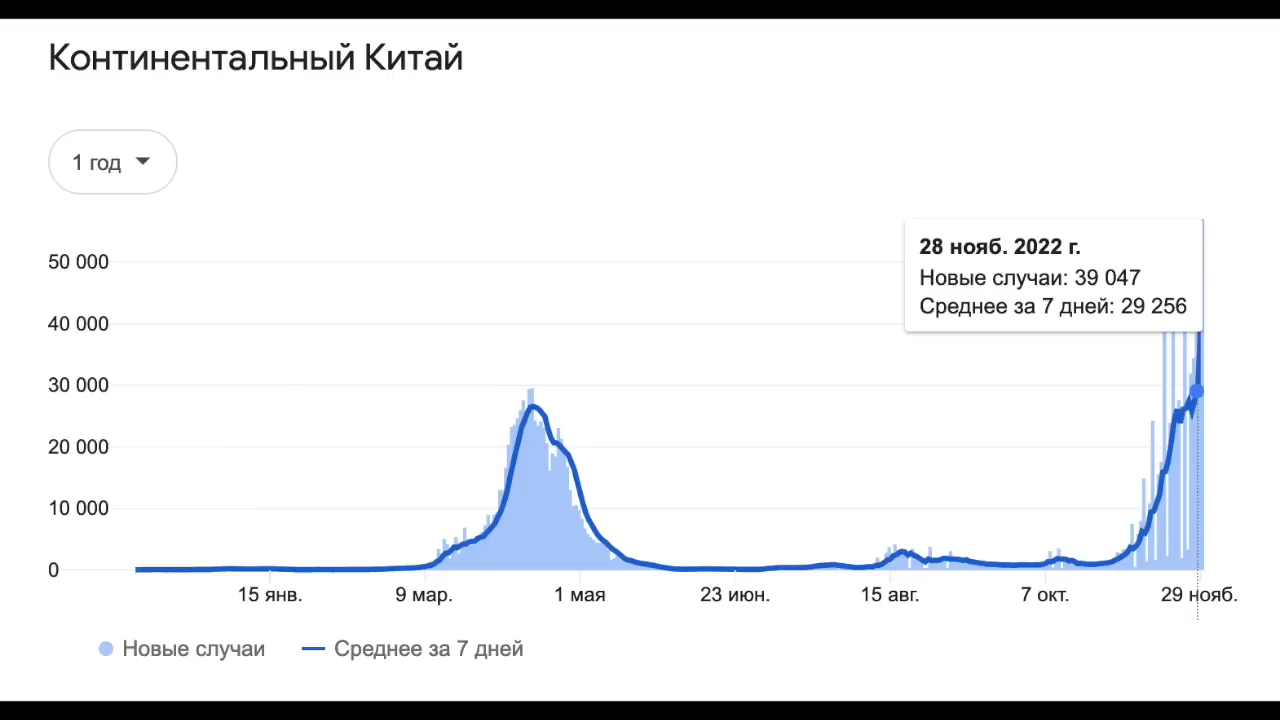 Континентальный Китай
1 год
28 нояб. 2022 г.
Новые случаи: 39 047
Среднее за 7 дней: 29 256
50 000
40 000
30 000
20 000
10 000
0
15 янв.
9 мар.
1 мая
23 июн.
15 авг.
7 окт.
29 нояб.
Новые случаи
Среднее за 7 дней